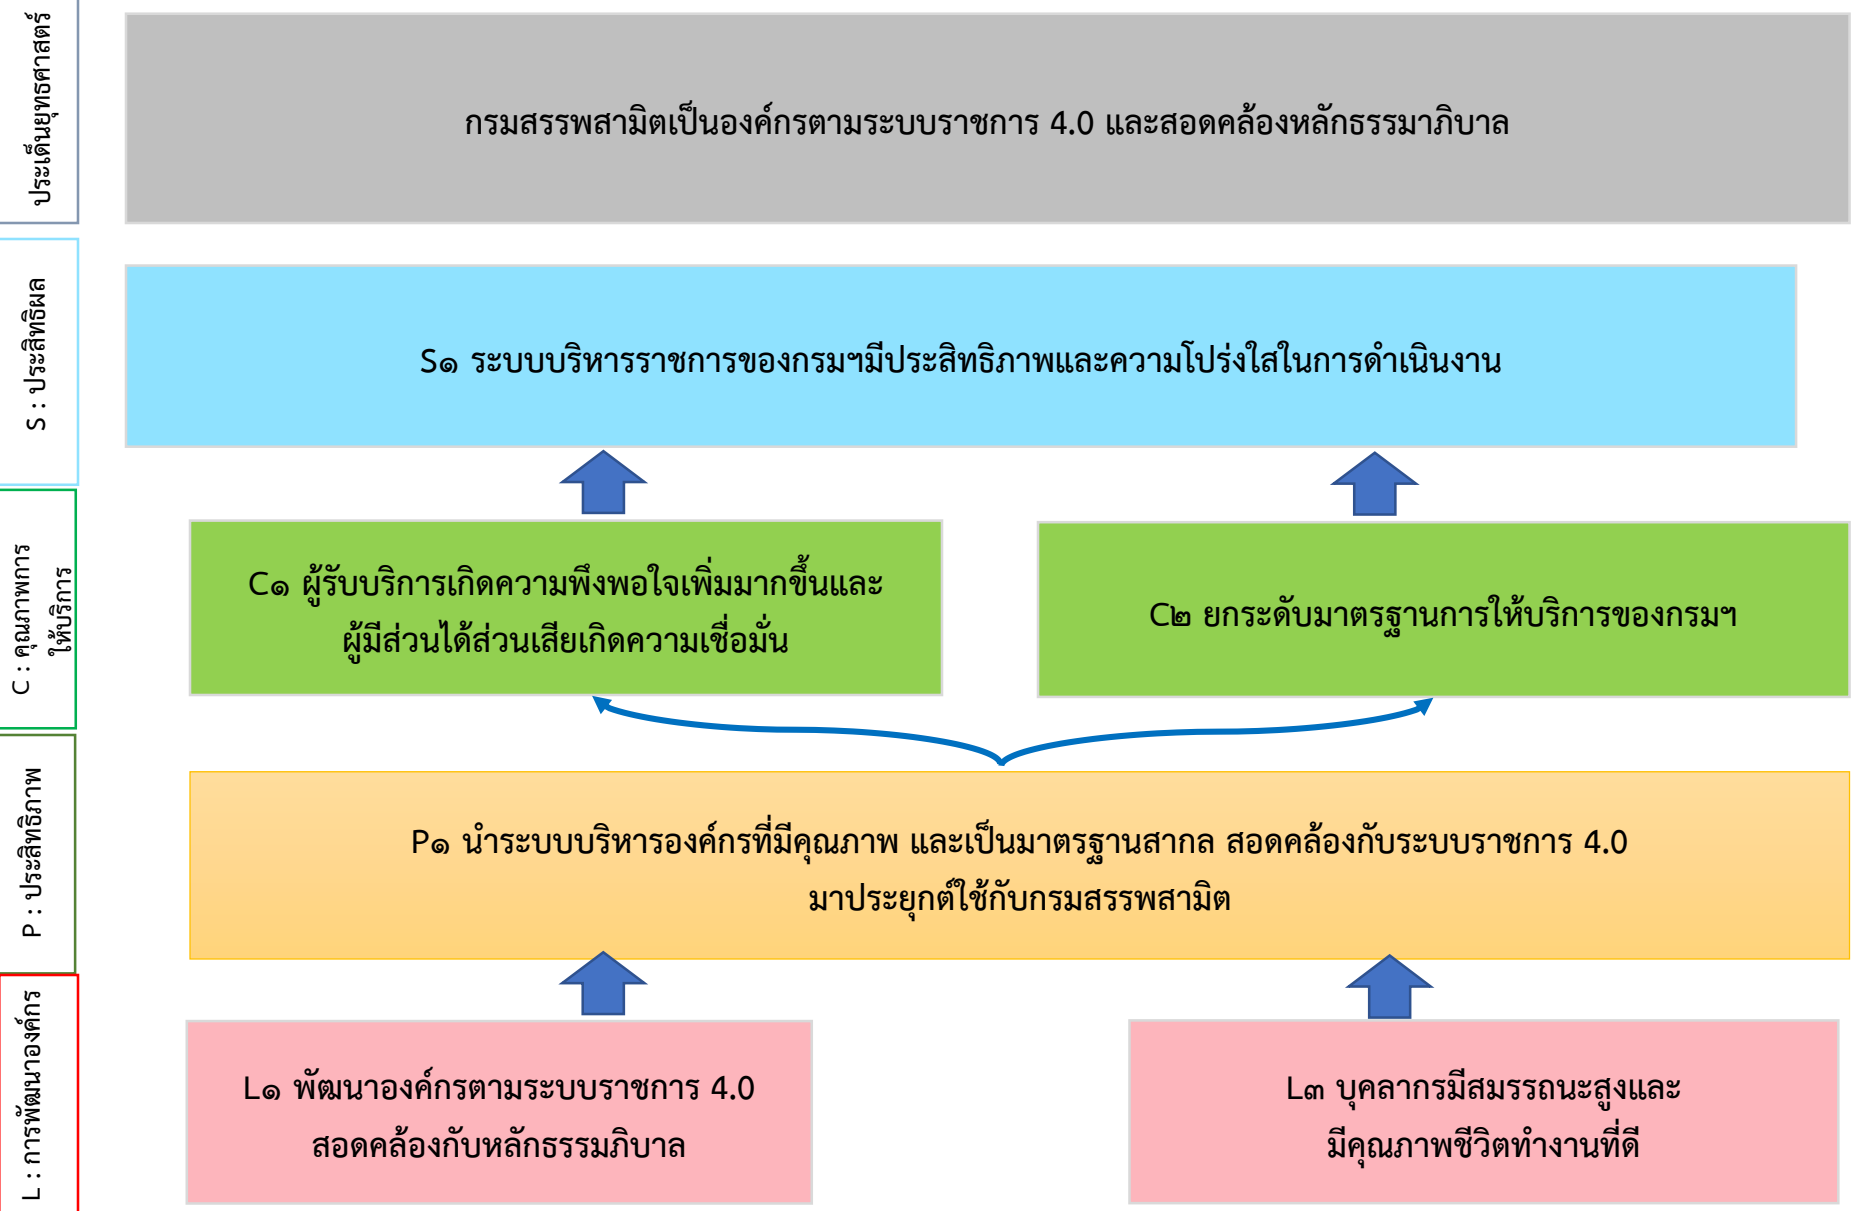 ประเด็นยุทธศาสตร์
กรมสรรพสามิตเป็นองค์กรตามระบบราชการ 4.0 และสอดคล้องหลักธรรมาภิบาล
S : ประสิทธิผล
S๑ ระบบบริหารราชการของกรมฯมีประสิทธิภาพและความโปร่งใสในการดำเนินงาน
C : คุณภาพการ
ให้บริการ
C๑ ผู้รับบริการเกิดความพึงพอใจเพิ่มมากขึ้นและ
ผู้มีส่วนได้ส่วนเสียเกิดความเชื่อมั่น
C๒ ยกระดับมาตรฐานการให้บริการของกรมฯ
P : ประสิทธิภาพ
P๑ นำระบบบริหารองค์กรที่มีคุณภาพ และเป็นมาตรฐานสากล สอดคล้องกับระบบราชการ 4.0
มาประยุกต์ใช้กับกรมสรรพสามิต
L : การพัฒนาองค์กร
L๑ พัฒนาองค์กรตามระบบราชการ 4.0
สอดคล้องกับหลักธรรมภิบาล
L๓ บุคลากรมีสมรรถนะสูงและ
มีคุณภาพชีวิตทำงานที่ดี